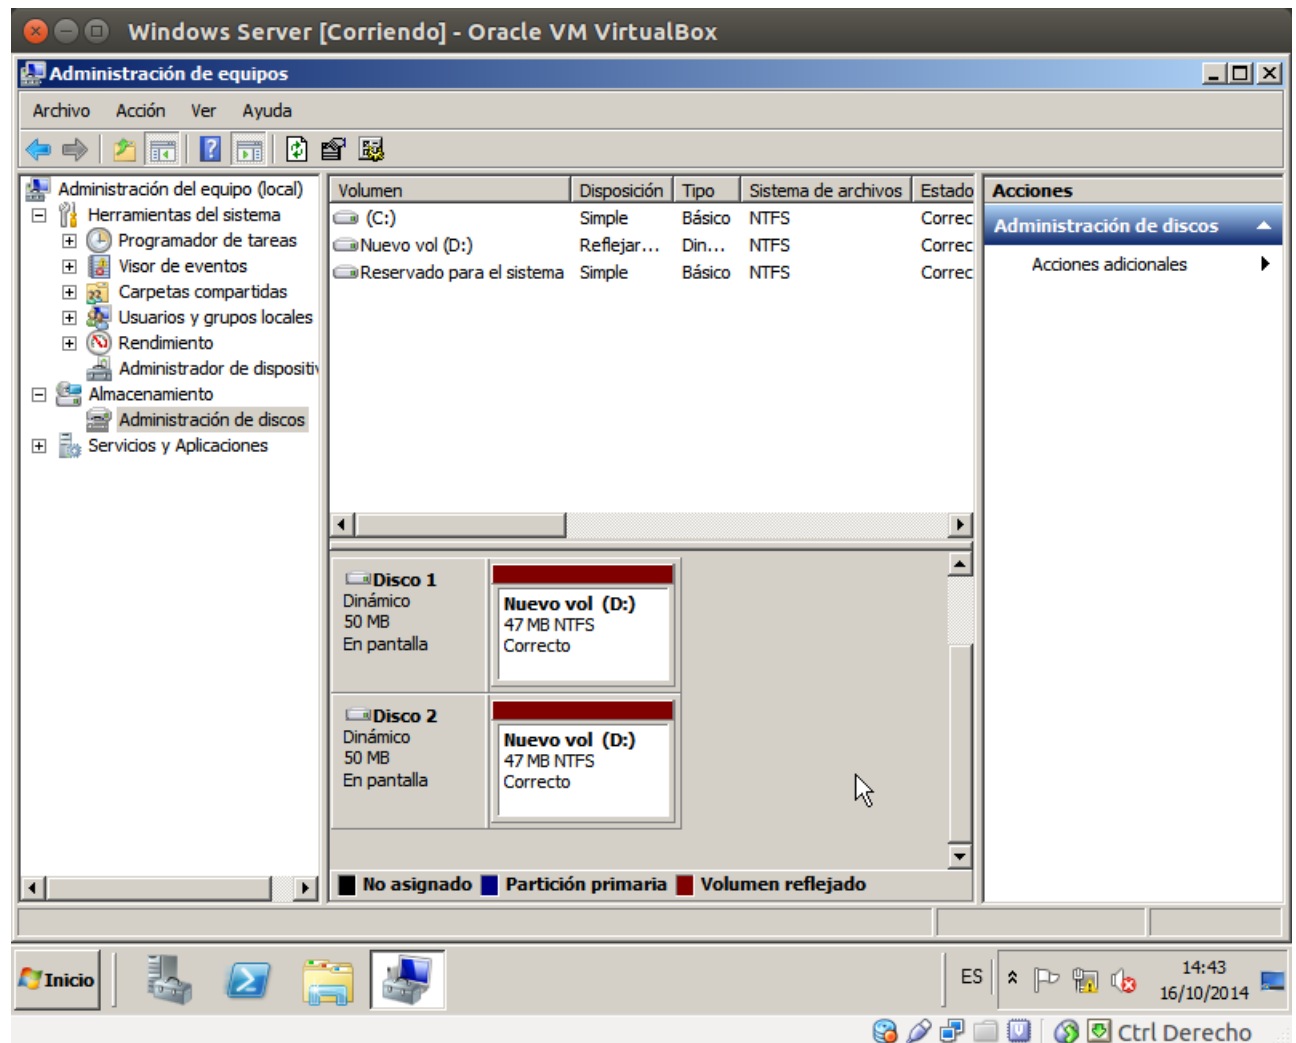 Windows Server [Corriendo] - Oracle VM VirtualBox
Administración de equipos
Archivo Acción Ver Ayuda
Administración del equipo (local)
Herramientas del sistema
Programador de tareas
Visor de eventos
Carpetas compartidas
Usuarios y grupos locales
Rendimiento
Administrador de dispositiv
Almacenamiento
Administración de discos
Servicios y Aplicaciones
Volumen Disposición Tipo Sistema de archivos Estado
(C:) Simple Básico NTFS Correc
Nuevo vol (D:) Reflejar... Din... NTFS Correc
Reservado para el sistema Simple Básico NTFS Correc
Disco 1
Dinámico
50 MB
En pantalla
Nuevo vol (D:)
47 MB NTFS
Correcto
Disco 2
Dinámico
50 MB
En pantalla
Nuevo vol (D:)
47 MB NTFS
Correcto
No asignado Partición primaria Volumen reflejado
Acciones
Administración de discos
Acciones adicionales
Inicio
ES
14:43
16/10/2014
Ctrl Derecho